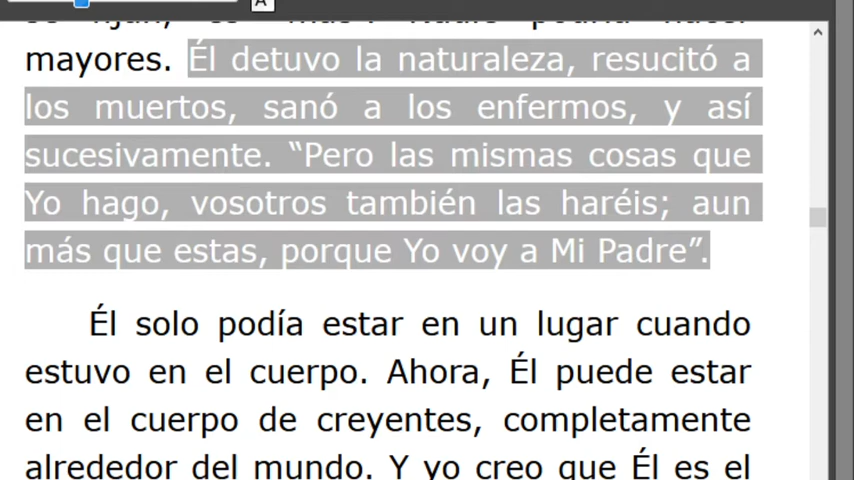 mayores. Él detuvo la naturaleza, resucitó a
los muertos, sanó a los enfermos, y así
sucesivamente. “Pero las mismas cosas que
Yo hago, vosotros también las haréis; aun
más que estas, porque Yo voy a Mi Padre”.
Él solo podía estar en un lugar cuando
estuvo en el cuerpo. Ahora, Él puede estar
en el cuerpo de creyentes, completamente
alrededor del mundo. Y yo creo que Él es el